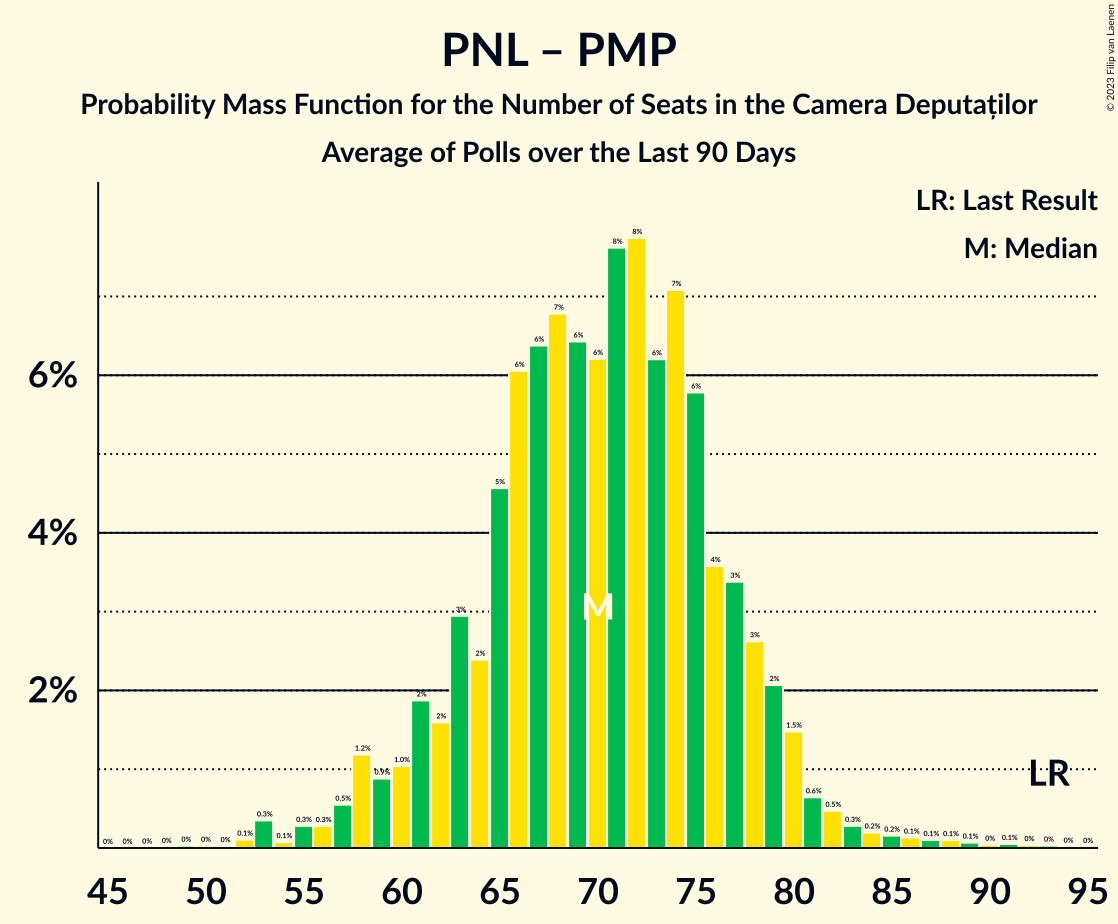 PNL – PMP
Probability Mass Function for the Number of Seats in the Camera Deputaților
Average of Polls over the Last 90 Days
© 2023 Filip van Laenen
LR: Last Result
M: Median
6%
4%
2%
0% 0% 0% 0% 0% 0% 0% 0.1% 0.3% 0.1% 0.3% 0.3% 0.5% 1.2% 0.9% 1.0% 2% 2% 3% 2% 5% 6% 6% 7% 6% 6% 8% 8% 6% 7% 6% 4% 3% 3% 2% 1.5% 0.6% 0.5% 0.3% 0.2% 0.2% 0.1% 0.1% 0.1% 0.1% 0% 0.1% 0% 0% 0% 0%
M
LR
45 50 55 60 65 70 75 80 85 90 95